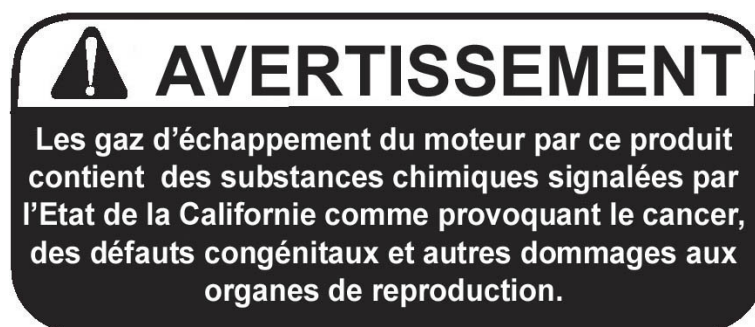 AVERTISSEMENT
Les gaz d’échappement du moteur par ce produit
contient des substances chimiques signalées par
l’Etat de la Californie comme provoquant le cancer,
des défauts congénitaux et autres dommages aux
organes de reproduction.